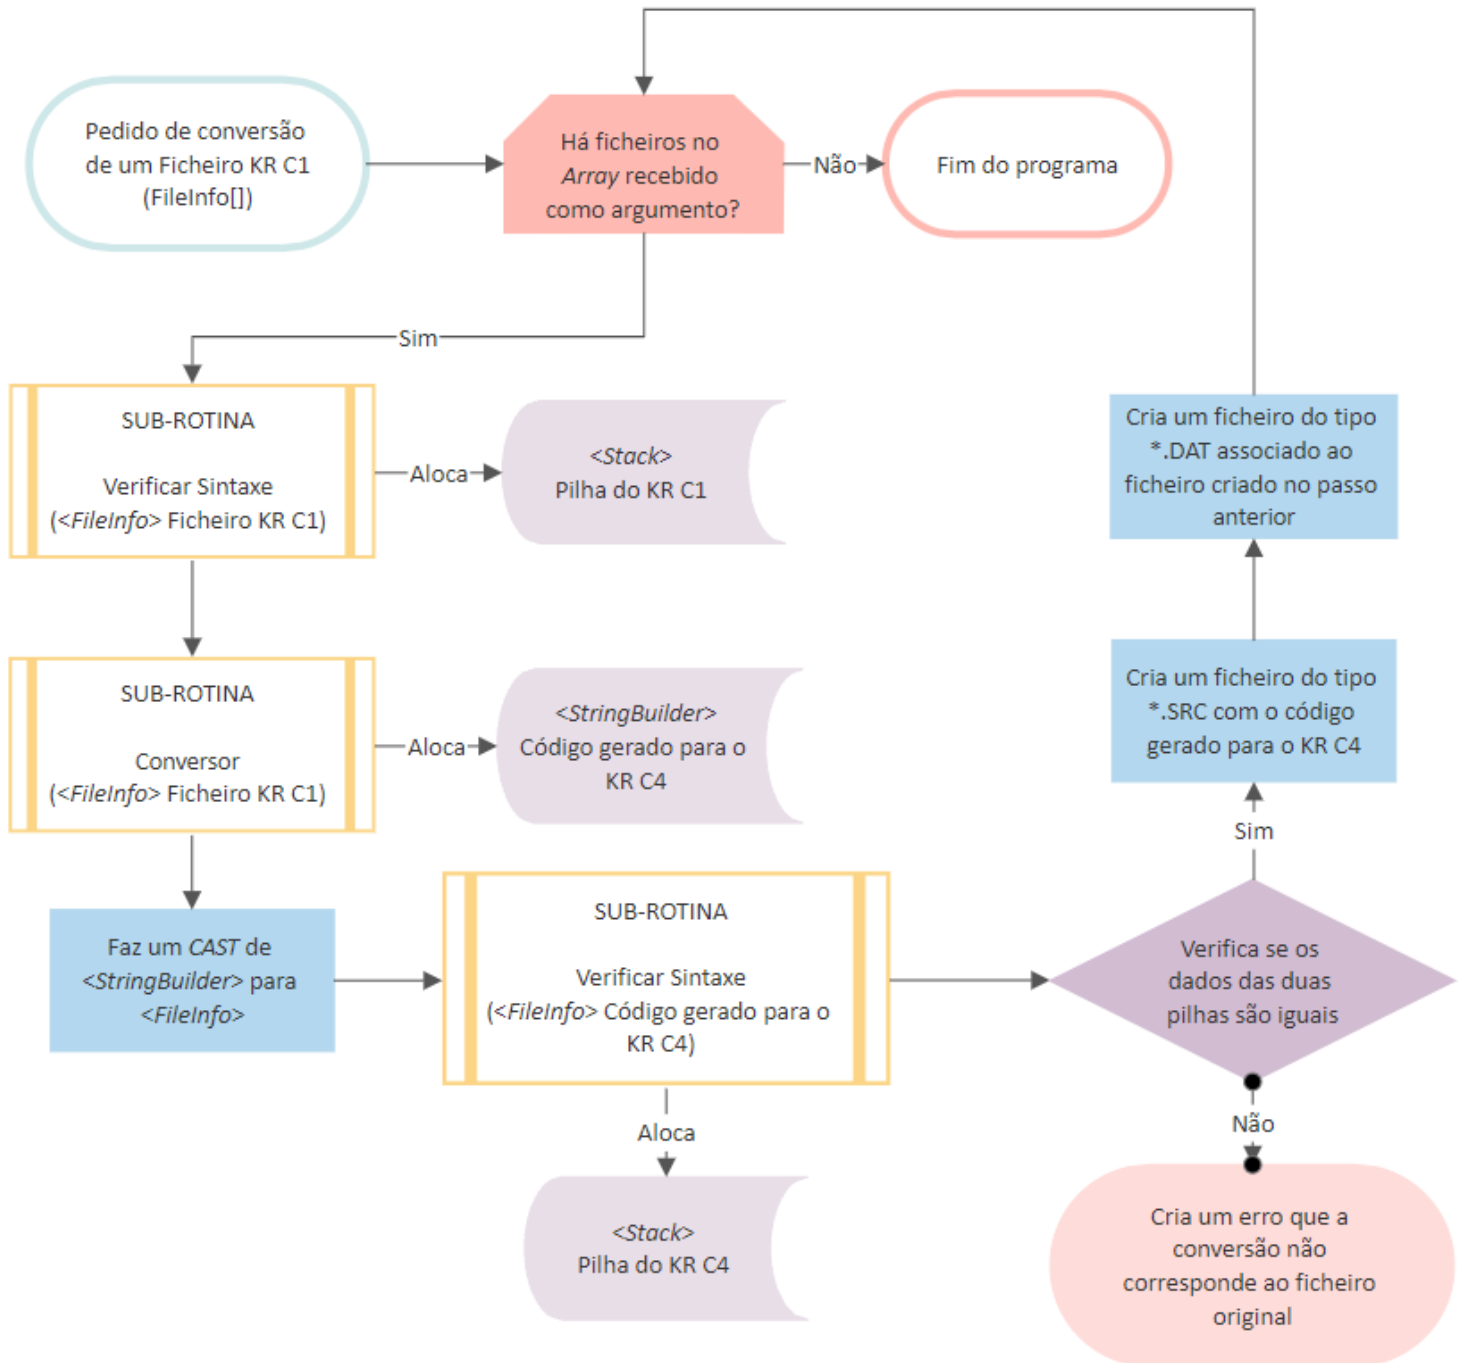 Pedido de conversão
de um Ficheiro KR C1
(FileInfo[])
Há ficheiros no
Array recebido
como argumento?
Não
Fim do programa
Sim
SUB-ROTINA
Verificar Sintaxe
(<FileInfo> Ficheiro KR C1)
Aloca
<Stack>
Pilha do KR C1
SUB-ROTINA
Conversor
(<FileInfo> Ficheiro KR C1)
Aloca
<StringBuilder>
Código gerado para o
KR C4
Faz um CAST de
<StringBuilder> para
<FileInfo>
SUB-ROTINA
Verificar Sintaxe
(<FileInfo> Código gerado para o
KR C4)
Aloca
<Stack>
Pilha do KR C4
Verifica se os
dados das duas
pilhas são iguais
Sim
Cria um ficheiro do tipo
*.SRC com o código
gerado para o KR C4
Cria um ficheiro do tipo
*.DAT associado ao
ficheiro criado no passo
anterior
Não
Cria um erro que a
conversão não
corresponde ao ficheiro
original